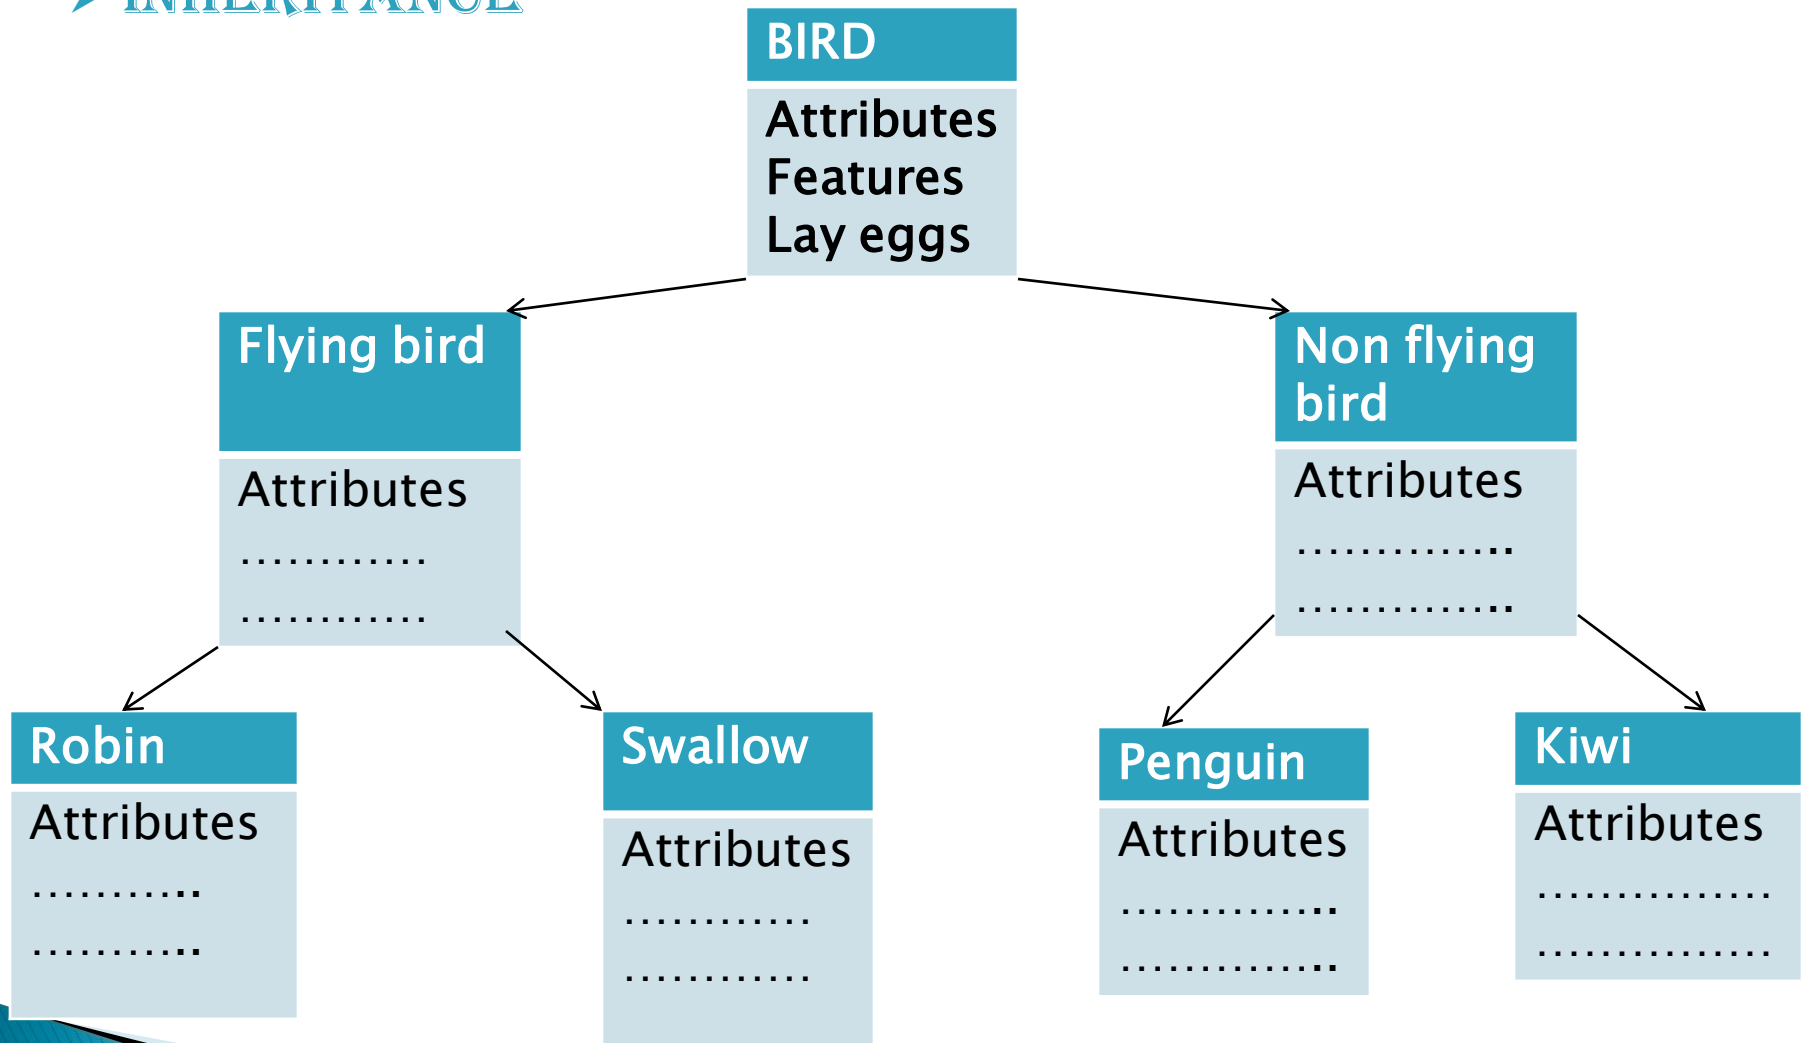 INHERITANCE
BIRD
Attributes
Features
Lay eggs
Flying bird
Attributes
…………
…………
Non flying
bird
Attributes
…………..
…………..
Robin
Attributes
………..
………..
Swallow
Attributes
…………
…………
Penguin
Attributes
…………..
…………..
Kiwi
Attributes
……………
……………